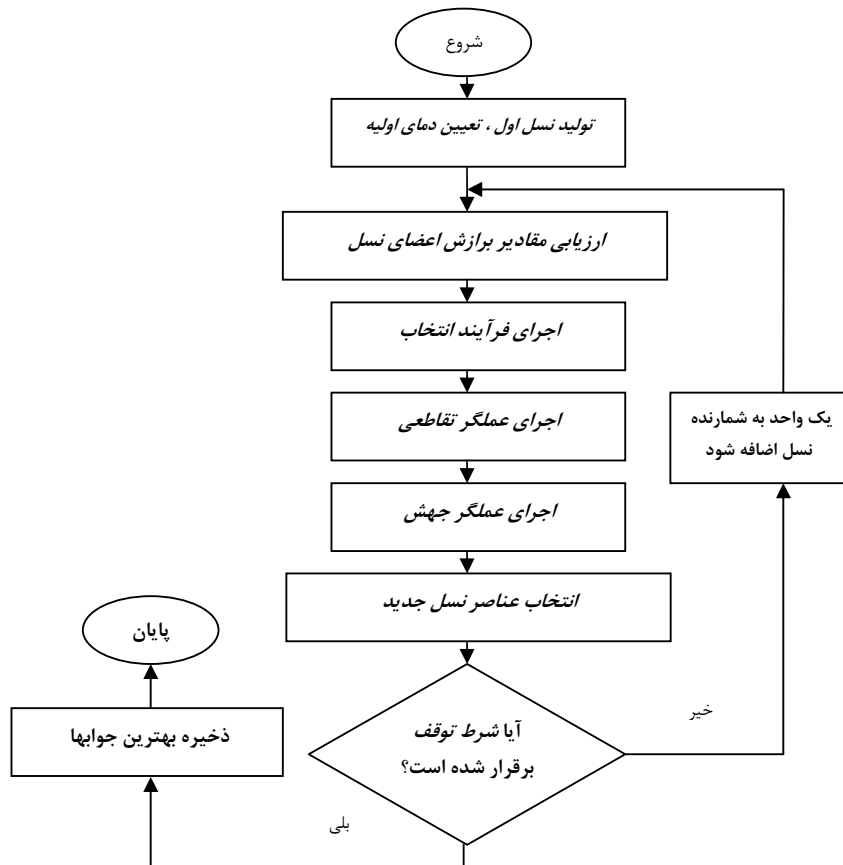 شروع
تولید نسل اول ، تعیین دمای اولیه
ارزیابی مقادیر برازش اعضای نسل
اجرای فرآیند انتخاب
اجرای عملگر تقاطعی
یک واحد به شمارنده
نسل اضافه شود
اجرای عملگر جهش
انتخاب عناصر نسل جدید
پایان
آیا شرط توقف
برقرار شده است؟
خیر
ذخیره بهترین جوابها
بلی